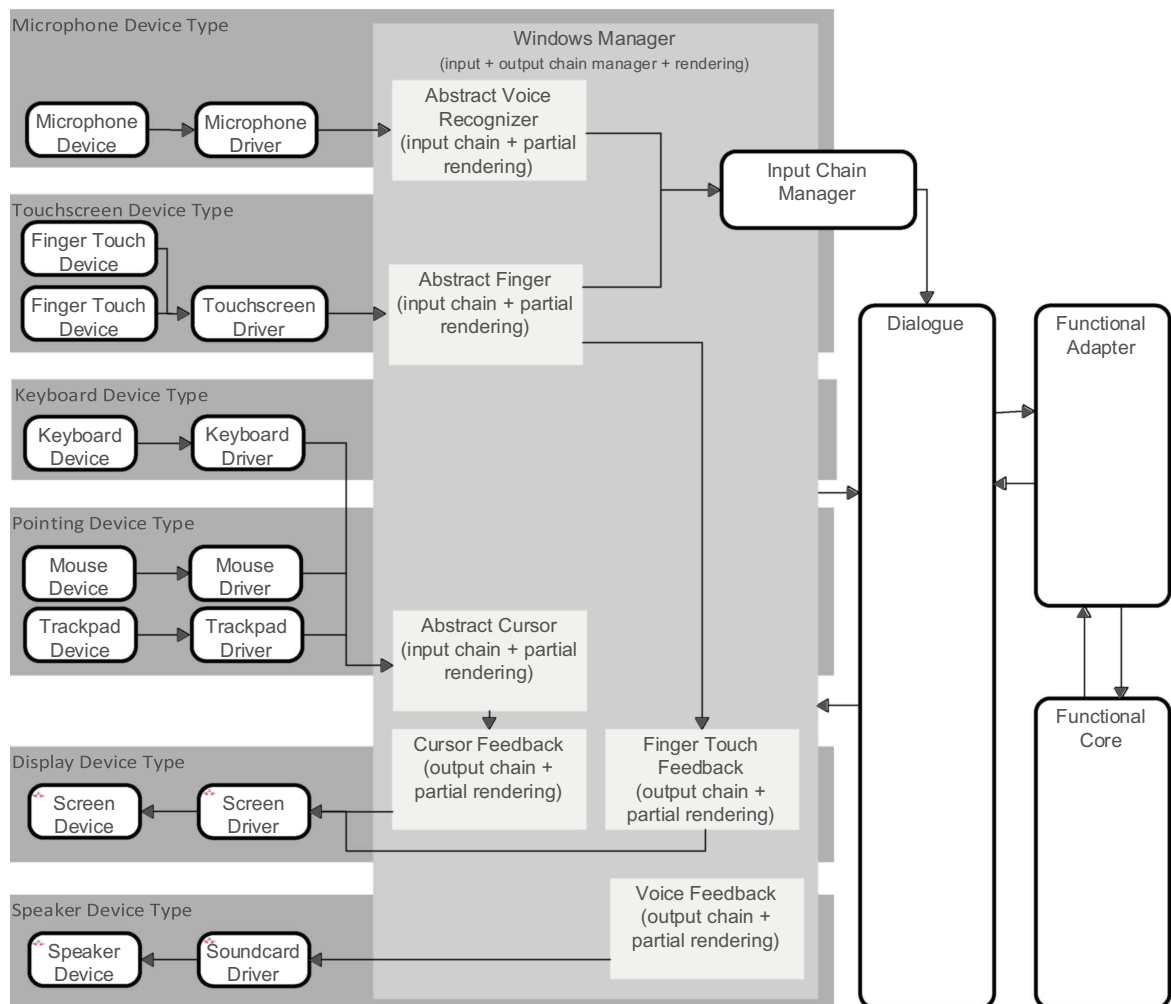 Microphone Device Type
Windows Manager
(input + output chain manager + rendering)
Microphone
Device
Microphone
Driver
Abstract Voice
Recognizer
(input chain + partial
rendering)
Input Chain
Manager
Touchscreen Device Type
Finger Touch
Device
Finger Touch
Device
Touchscreen
Driver
Abstract Finger
(input chain + partial
rendering)
Dialogue
Functional
Adapter
Keyboard Device Type
Keyboard
Device
Keyboard
Driver
Pointing Device Type
Mouse
Device
Mouse
Driver
Trackpad
Device
Trackpad
Driver
Abstract Cursor
(input chain + partial
rendering)
Functional
Core
Display Device Type
Screen
Device
Screen
Driver
Cursor Feedback
(output chain +
partial rendering)
Finger Touch
Feedback
(output chain +
partial rendering)
Speaker Device Type
Speaker
Device
Soundcard
Driver
Voice Feedback
(output chain +
partial rendering)